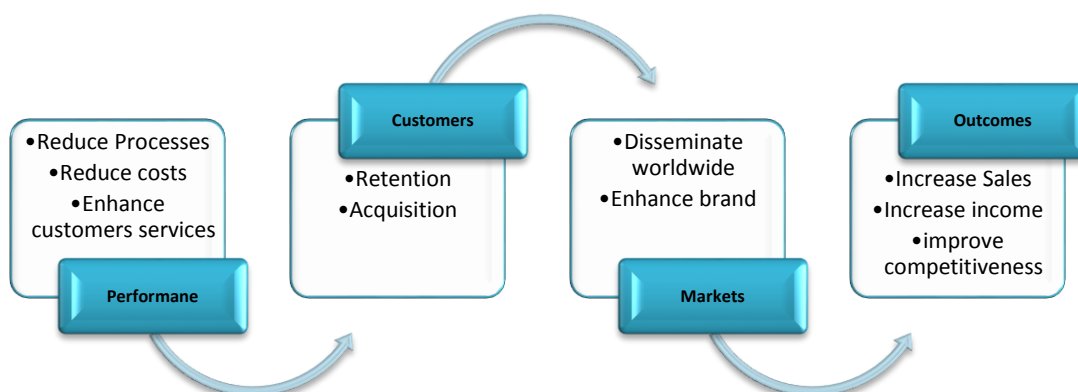 •Reduce Processes
•Reduce costs
•Enhance
customers services
Performane
Customers
•Retention
•Acquisition
•Disseminate
worldwide
•Enhance brand
Markets
Outcomes
•Increase Sales
•Increase income
•improve
competitiveness